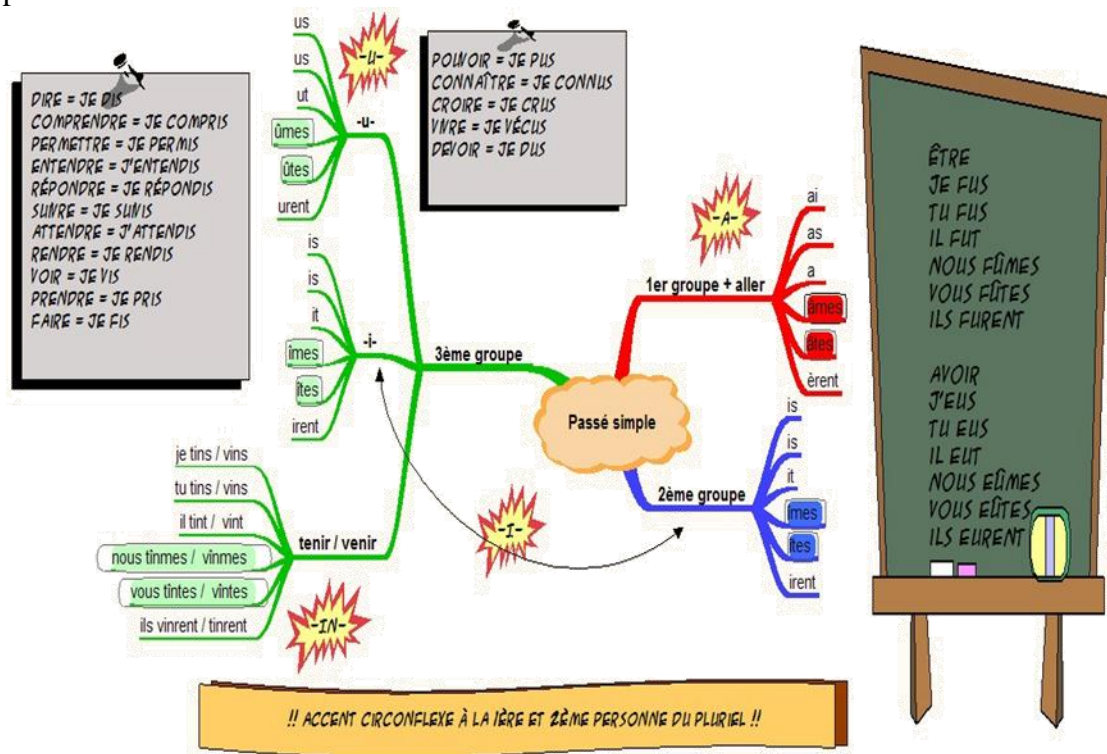 DIRE = JE DIS
COMPRENDRE = JE COMPRIS
PERMETTRE = JE PERMIS
ENTENDRE = J'ENTENDIS
RÉPONDRE = JE RÉPONDIS
SUIVRE = JE SUIVIS
ATTENDRE = J'ATTENDIS
RENDRE = JE RENDIS
VOIR = JE VIS
PRENDRE = JE PRIS
FAIRE = JE FIS
us
us
ut
ûmes
ûtes
urent
-U-
-u-
POUVOIR = JE PUS
CONNAÎTRE = JE CONNUS
CROIRE = JE CRUS
VIVRE = JE VÉCUS
DEVOIR = JE DUS
is
is
it
îmes
îtes
irent
-i-
3ème groupe
je tins / vins
tu tins / vins
il tint / vint
nous tînmes / vînmes
vous tîntes / vîntes
ils vinrent / tinrent
tenir / venir
-IN-
-I-
Passé simple
-A-
1er groupe + aller
ai
as
a
âmes
âtes
èrent
2ème groupe
is
is
it
îmes
îtes
irent
ÊTRE
JE FUS
TU FUS
IL FUT
NOUS FÛMES
VOUS FÛTES
ILS FURENT
AVOIR
J'EUS
TU EUS
IL EUT
NOUS EÛMES
VOUS EÛTES
ILS EURENT
!! ACCENT CIRCONFLEXE À LA 1ÈRE ET 2ÈME PERSONNE DU PLURIEL !!